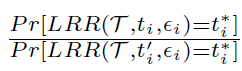 Pr[LRR(𝒯,t_i,ϵ_i)=t_i^*]
Pr[LRR(𝒯,t_i′,ϵ_i)=t_i^*]